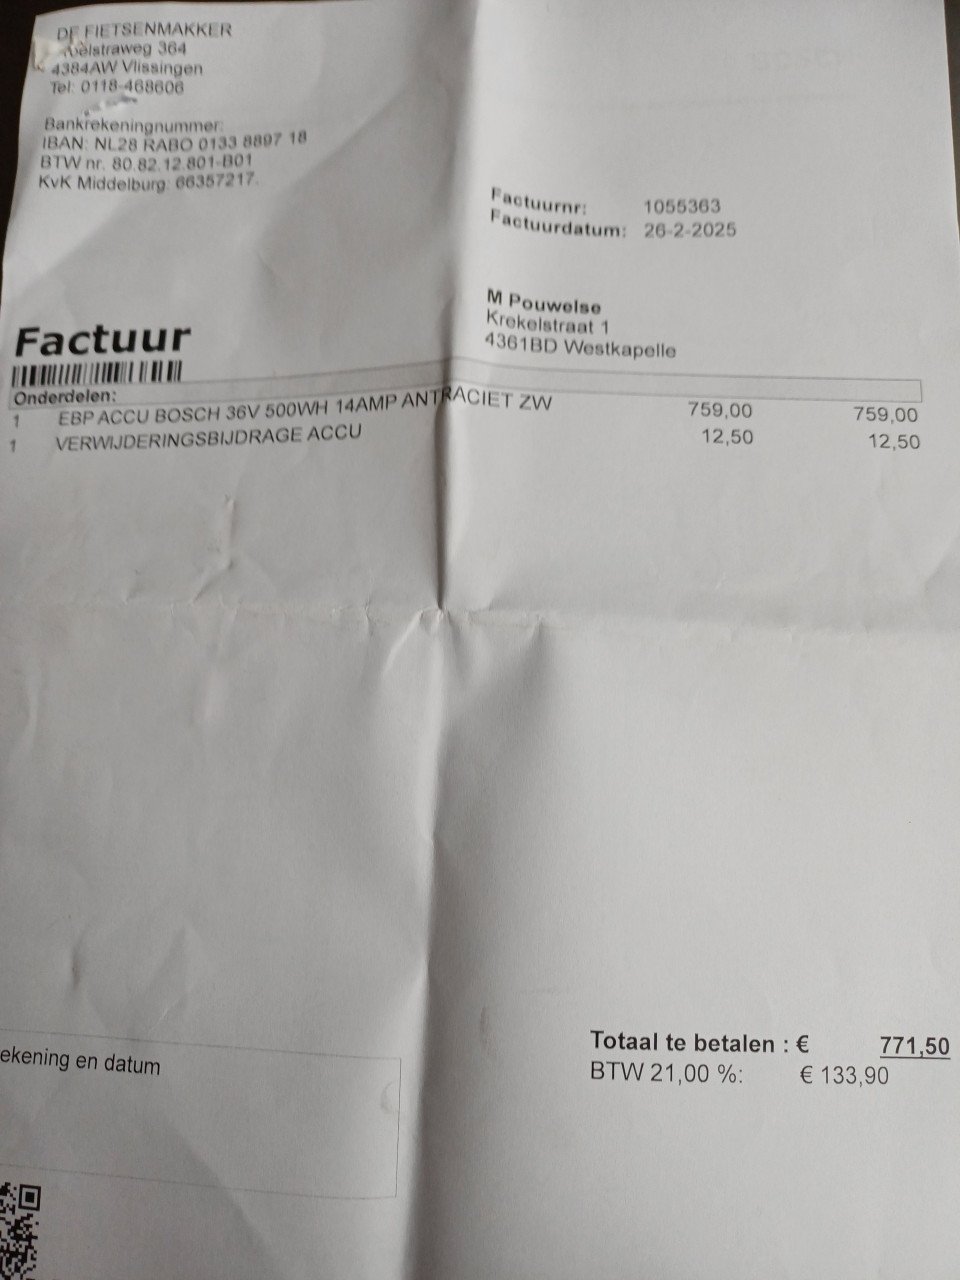 DE FIETSENMAKKER
364
4384AW Vlissingen
Tel: 0118-468606
Bankrekeningnummer:
IBAN: NL28 RABO 0133 8897 18
BTW nr. 80.82.12.801-B01
KvK Middelburg: 66357217.
Factuurnr: 1055363
Factuurdatum: 26-2-2025
M Pouwelse
Krekelstraat 1
4361BD Westkapelle
Factuur
Onderdelen:
1 EBP ACCU BOSCH 36V 500WH 14AMP ANTRACIET ZW 759,00 759,00
1 VERWIJDERINGSBIJDRAGE ACCU 12,50 12,50
Totaal te betalen : € 771,50
BTW 21,00 %: € 133,90
ekening en datum